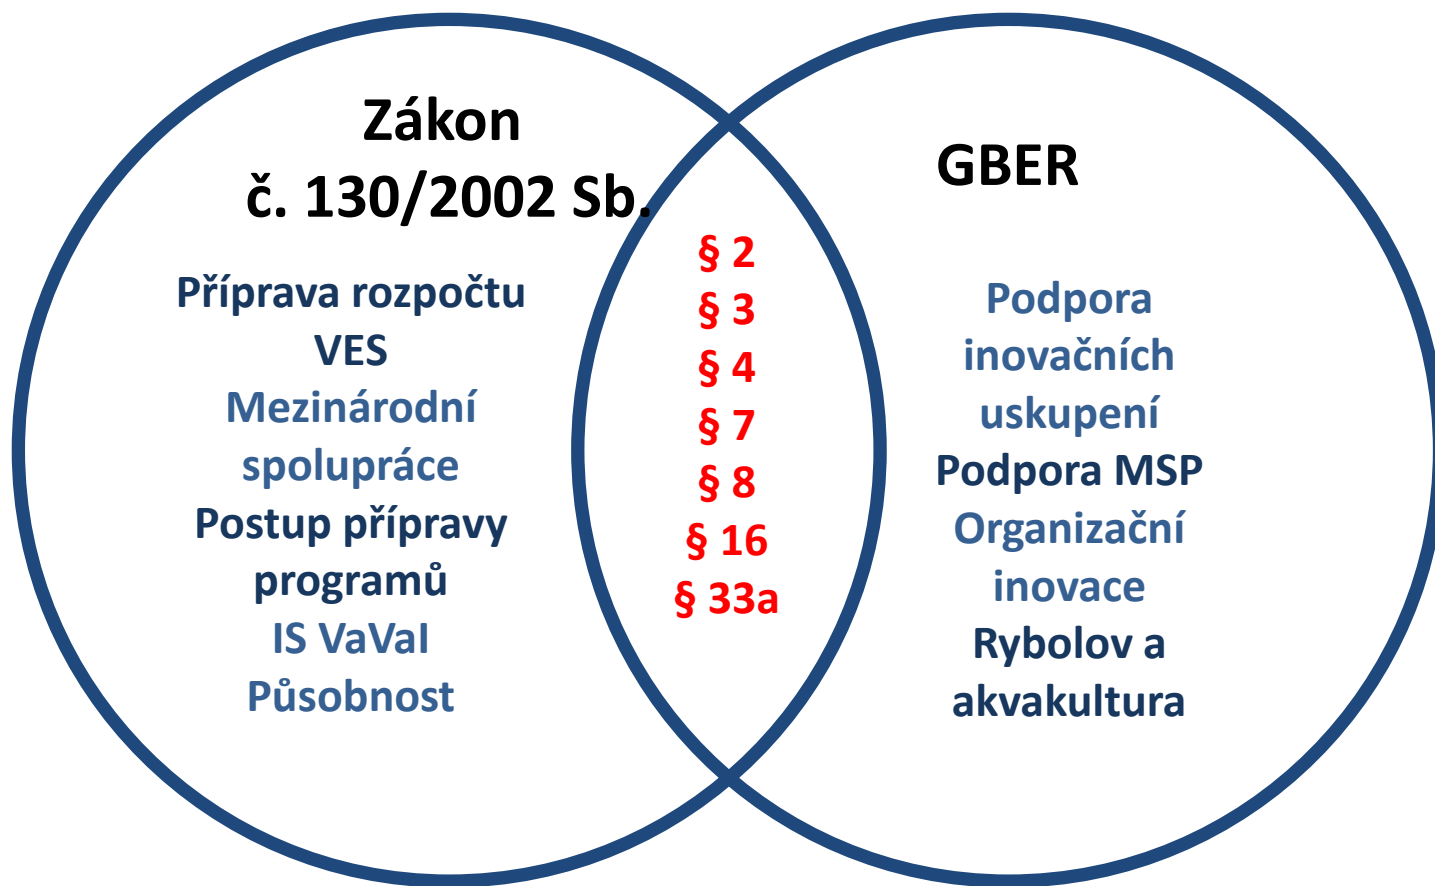 Zákon
č. 130/2002 Sb.
Příprava rozpočtu
VES
Mezinárodní
spolupráce
Postup přípravy
programů
IS VaVaI
Působnost
§ 2
§ 3
§ 4
§ 7
§ 8
§ 16
§ 33a
GBER
Podpora
inovačních
uskupení
Podpora MSP
Organizační
inovace
Rybolov a
akvakultura